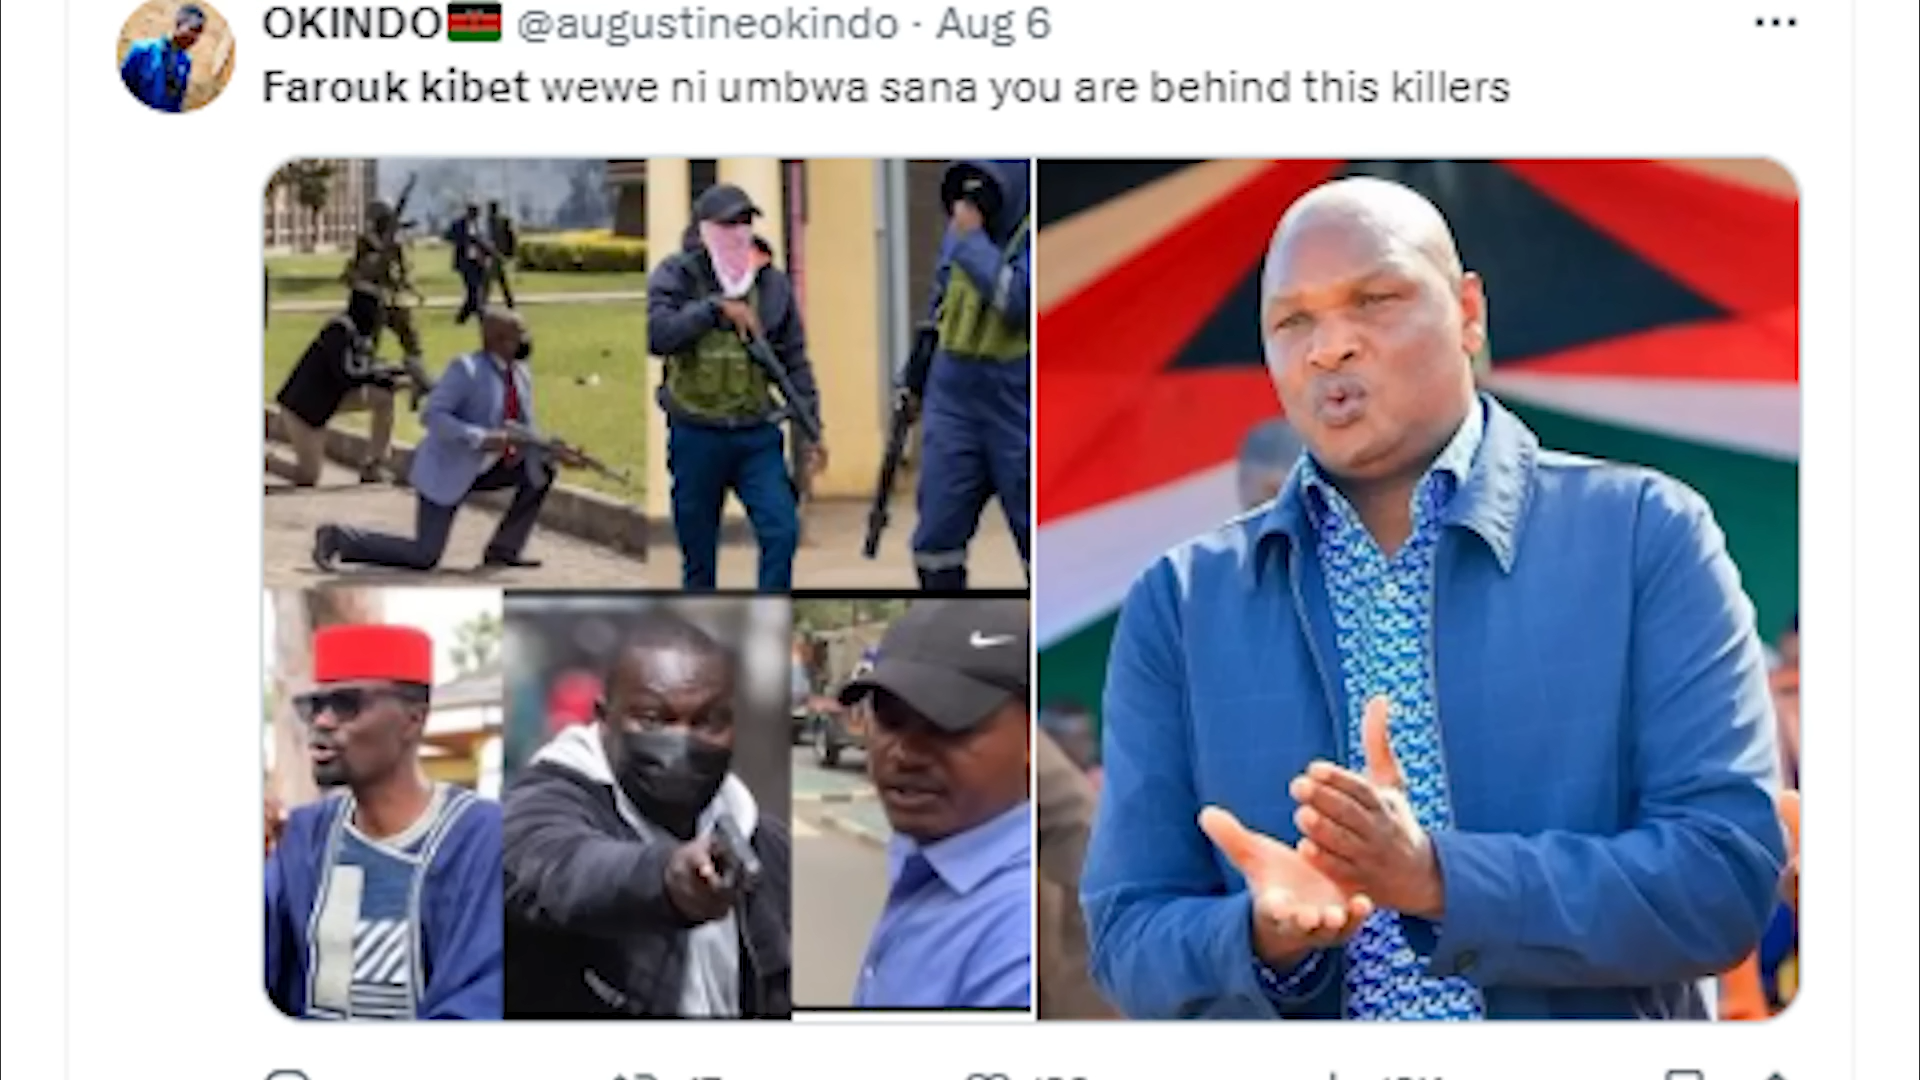 OKINDO🇰🇪 @augustineokindo · Aug 6
Farouk kibet wewe ni umbwa sana you are behind this killers